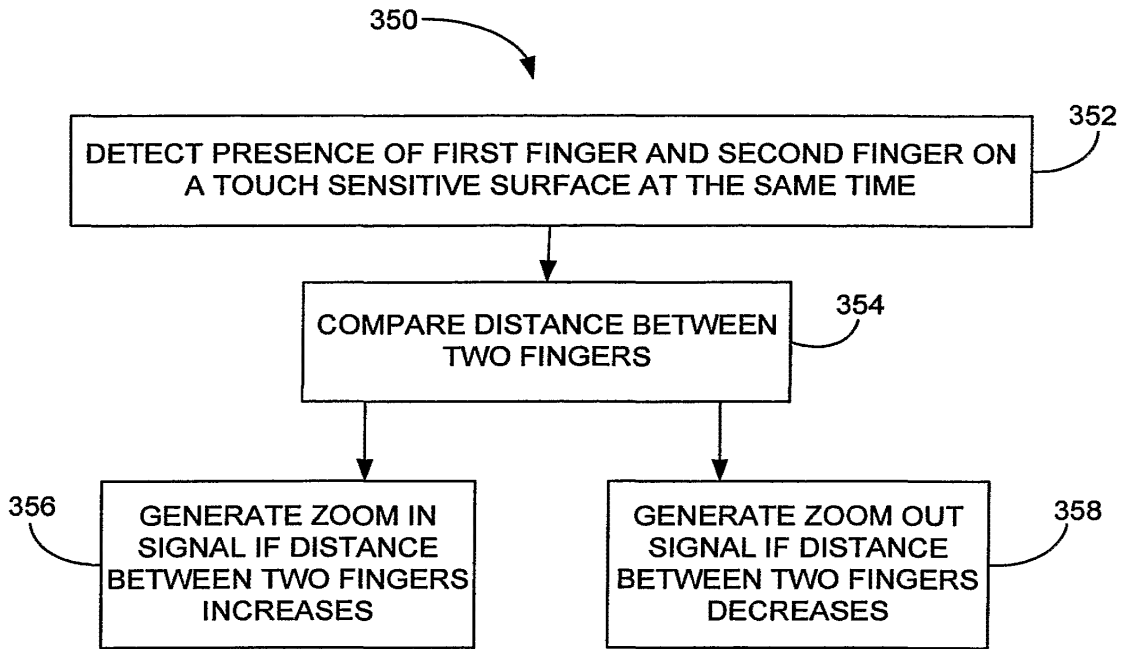 350
352
DETECT PRESENCE OF FIRST FINGER AND SECOND FINGER ON
A TOUCH SENSITIVE SURFACE AT THE SAME TIME
354
COMPARE DISTANCE BETWEEN
TWO FINGERS
356
GENERATE ZOOM IN
SIGNAL IF DISTANCE
BETWEEN TWO FINGERS
INCREASES
358
GENERATE ZOOM OUT
SIGNAL IF DISTANCE
BETWEEN TWO FINGERS
DECREASES